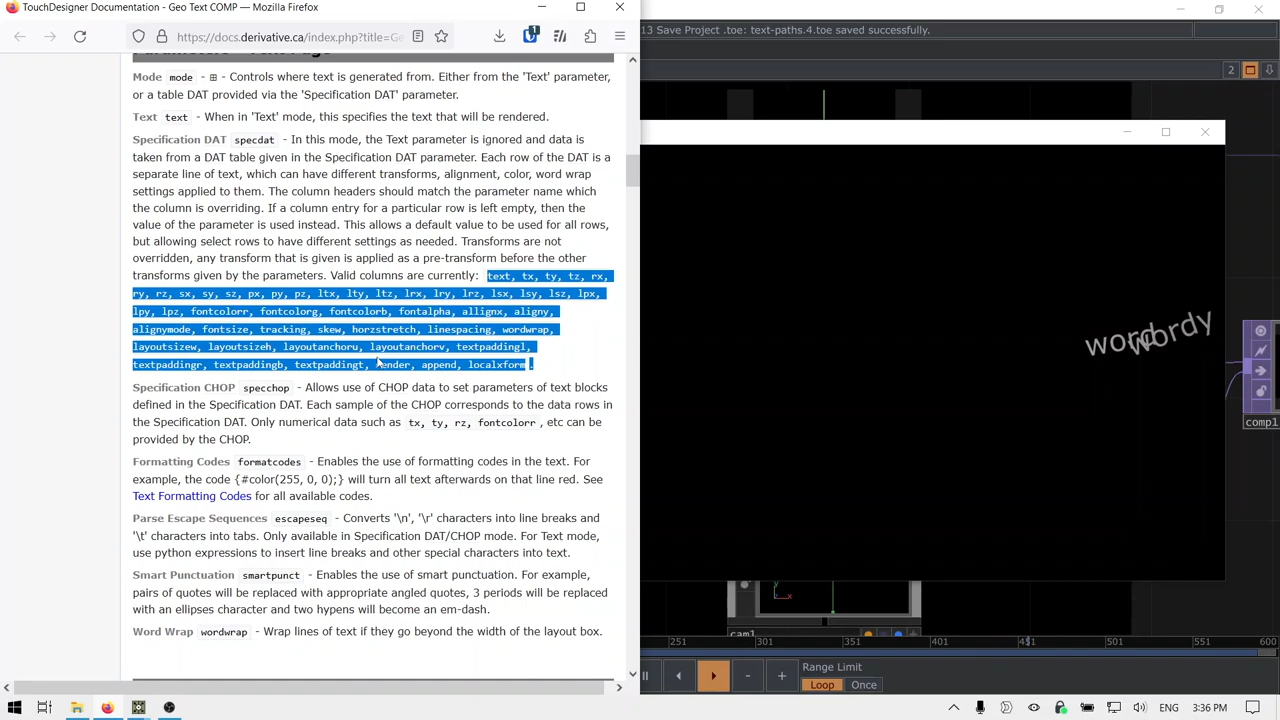 TouchDesigner Documentation - Geo Text COMP — Mozilla Firefox
https://docs.derivative.ca/index.php?title=Ge
Mode mode - ⊞ - Controls where text is generated from. Either from the 'Text' parameter,
or a table DAT provided via the 'Specification DAT' parameter.
Text text - When in 'Text' mode, this specifies the text that will be rendered.
Specification DAT specdat - In this mode, the Text parameter is ignored and data is
taken from a DAT table given in the Specification DAT parameter. Each row of the DAT is a
separate line of text, which can have different transforms, alignment, color, word wrap
settings applied to them. The column headers should match the parameter name which
the column is overriding. If a column entry for a particular row is left empty, then the
value of the parameter is used instead. This allows a default value to be used for all rows,
but allowing select rows to have different settings as needed. Transforms are not
overridden, any transform that is given is applied as a pre-transform before the other
transforms given by the parameters. Valid columns are currently: text, tx, ty, tz, rx,
ry, rz, sx, sy, sz, px, py, pz, ltx, lty, ltz, lrx, lry, lrz, lsx, lsy, lsz, lpx,
lpy, lpz, fontcolorr, fontcolorg, fontcolorb, fontalpha, allignx, aligny,
alignymode, fontsize, tracking, skew, horzstretch, linespacing, wordwrap,
layoutsizew, layoutsizeh, layoutanchoru, layoutanchorv, textpaddingl,
textpaddingr, textpaddingb, textpaddingt, render, append, localxform.
Specification CHOP specchop - Allows use of CHOP data to set parameters of text blocks
defined in the Specification DAT. Each sample of the CHOP corresponds to the data rows in
the Specification DAT. Only numerical data such as tx, ty, rz, fontcolorr, etc can be
provided by the CHOP.
Formatting Codes formatcodes - Enables the use of formatting codes in the text. For
example, the code {#color(255, 0, 0);} will turn all text afterwards on that line red. See
Text Formatting Codes for all available codes.
Parse Escape Sequences escapeseq - Converts '\n', '\r' characters into line breaks and
'\t' characters into tabs. Only available in Specification DAT/CHOP mode. For Text mode,
use python expressions to insert line breaks and other special characters into text.
Smart Punctuation smartpunct - Enables the use of smart punctuation. For example,
pairs of quotes will be replaced with appropriate angled quotes, 3 periods will be replaced
with an ellipses character and two hypens will become an em-dash.
Word Wrap wordwrap - Wrap lines of text if they go beyond the width of the layout box.
13 Save Project .toe: text-paths.4.toe saved successfully.
2
wordy
comp1
y
x
cam1
251 301 351 401 451 501 551 600
- +
Range Limit
Loop Once
ENG 3:36 PM